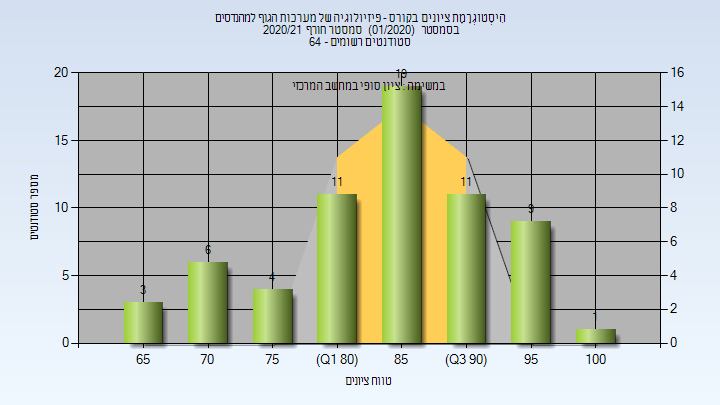 היסטוגרמת ציונים בקורס - פיזיולוגיה של מערכות הגוף למהנדסים
בסמסטר (01/2020) סמסטר חורף 2020/21
סטודנטים רשומים - 64
במשימה : ציון סופי במחשב המרכזי
20 15 10 5 0
16 14 12 10 8 6 4 2 0
מספר סטודנטים
3 6 4 11 19 11 9 1
65 70 75 (Q1 80) 85 (Q3 90) 95 100
טווח ציונים